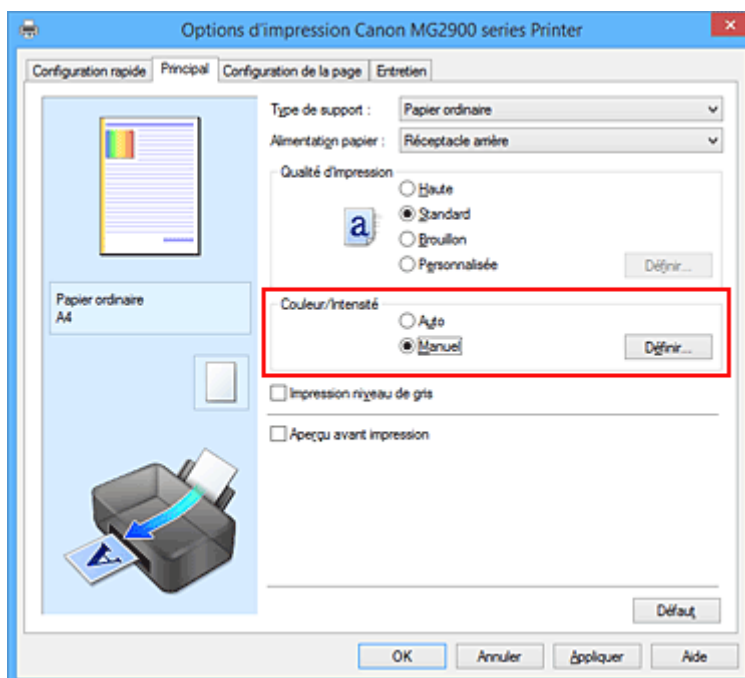 Options d'impression Canon MG2900 series Printer
Configuration rapide Principal Configuration de la page Entretien
Type de support : Papier ordinaire
Alimentation papier : Réceptacle arrière
Qualité d'impression
Haute
a Standard
Brouillon
Personnalisée Définir...
Papier ordinaire
A4
Couleur/Intensité
Auto
Manuel Définir...
Impression niveau de gris
Aperçu avant impression
A
Défaut
OK Annuler Appliquer Aide